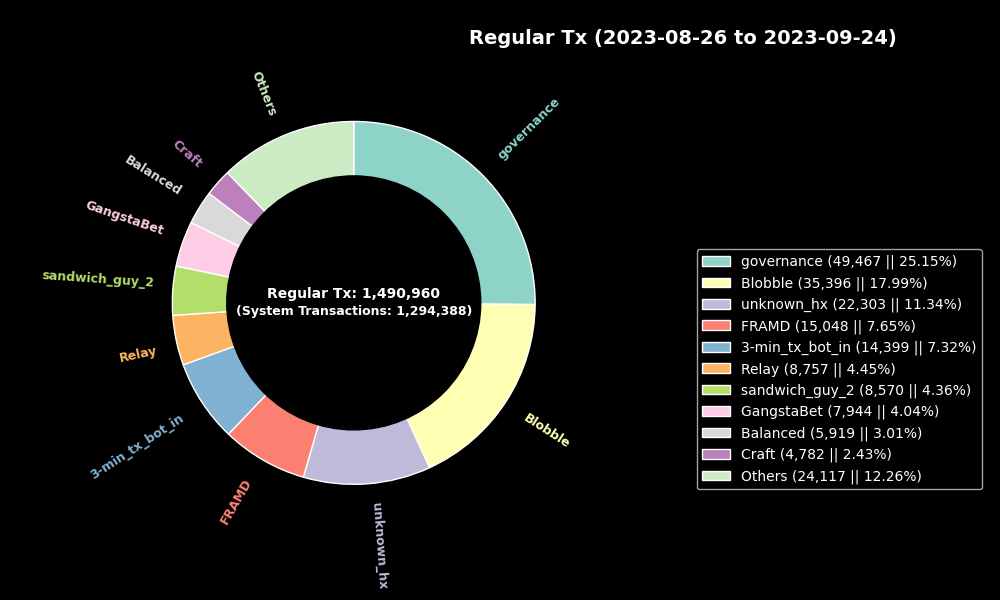 Regular Tx (2023-08-26 to 2023-09-24)
Others
governance
Craft
Balanced
GangstaBet
sandwich_guy_2
Relay
3-min_tx_bot_in
FRAMD
unknown_hx
Blobble
Regular Tx: 1,490,960
(System Transactions: 1,294,388)
governance (49,467 || 25.15%)
Blobble (35,396 || 17.99%)
unknown_hx (22,303 || 11.34%)
FRAMD (15,048 || 7.65%)
3-min_tx_bot_in (14,399 || 7.32%)
Relay (8,757 || 4.45%)
sandwich_guy_2 (8,570 || 4.36%)
GangstaBet (7,944 || 4.04%)
Balanced (5,919 || 3.01%)
Craft (4,782 || 2.43%)
Others (24,117 || 12.26%)